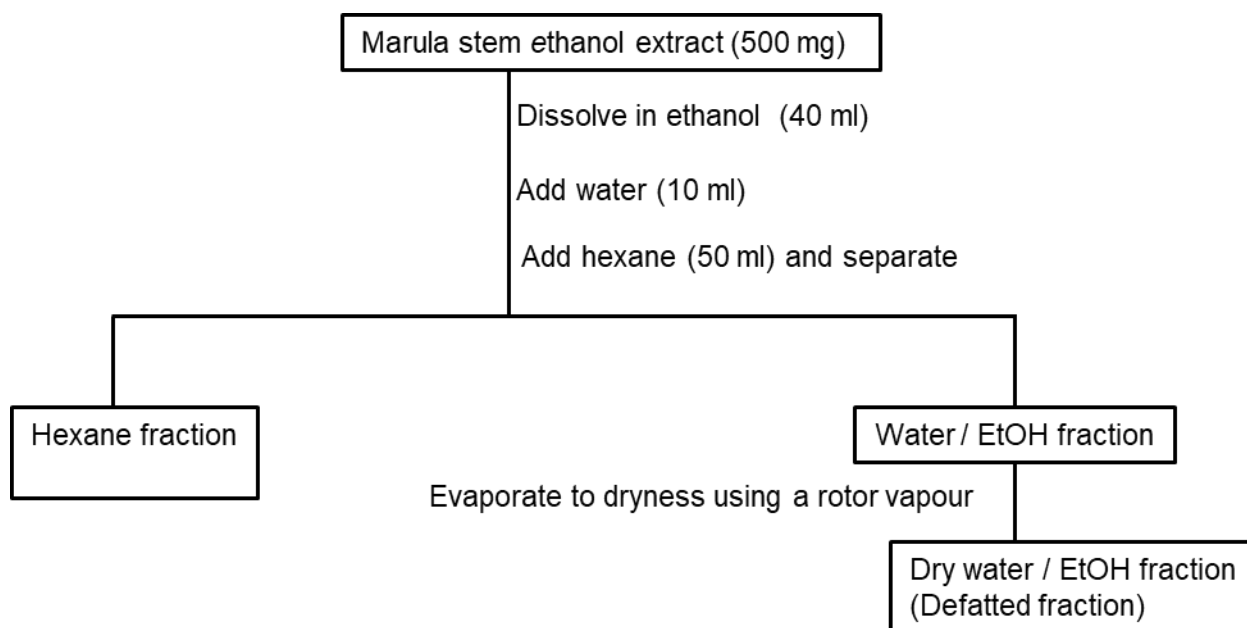 Marula stem ethanol extract (500 mg)
Dissolve in ethanol (40 ml)
Add water (10 ml)
Add hexane (50 ml) and separate
Hexane fraction
Water / EtOH fraction
Evaporate to dryness using a rotor vapour
Dry water / EtOH fraction
(Defatted fraction)